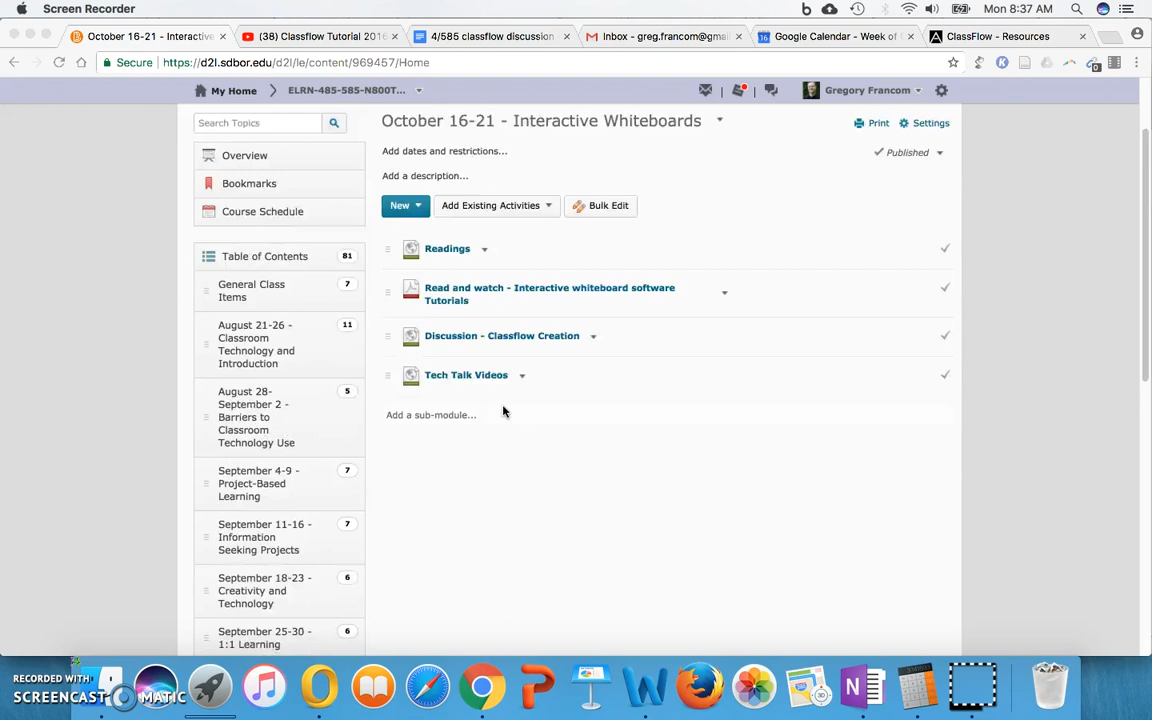 Screen Recorder
Mon 8:37 AM
October 16-21 - Interactive
(38) Classflow Tutorial 2016
4/585 classflow discussion
Inbox - greg.francom@gmai
Google Calendar - Week of
ClassFlow - Resources
Secure
https://d2l.sdbor.edu/d2l/le/content/969457/Home
My Home
ELRN-485-585-N800T...
Gregory Francom
Search Topics
October 16-21 - Interactive Whiteboards
Print
Settings
Add dates and restrictions...
Published
Add a description...
Overview
Bookmarks
Course Schedule
New
Add Existing Activities
Bulk Edit
Table of Contents
81
General Class
Items
7
August 21-26 -
Classroom
Technology and
Introduction
11
August 28-
September 2 -
Barriers to
Classroom
Technology Use
5
September 4-9 -
Project-Based
Learning
7
September 11-16 -
Information
Seeking Projects
7
September 18-23 -
Creativity and
Technology
6
September 25-30 -
1:1 Learning
6
Readings
Read and watch - Interactive whiteboard software
Tutorials
Discussion - Classflow Creation
Tech Talk Videos
Add a sub-module...
RECORDED WITH
SCREENCAST MATIC